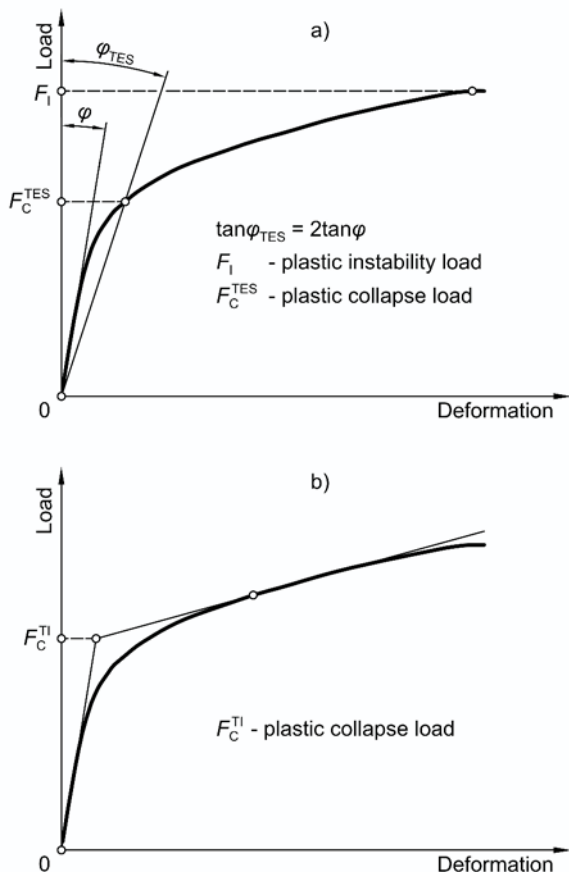 a)
Load
φTES
FI
φ
FCTES
tanφTES = 2tanφ
FI - plastic instability load
FCTES - plastic collapse load
0
Deformation
b)
Load
FCTI
FCTI - plastic collapse load
0
Deformation